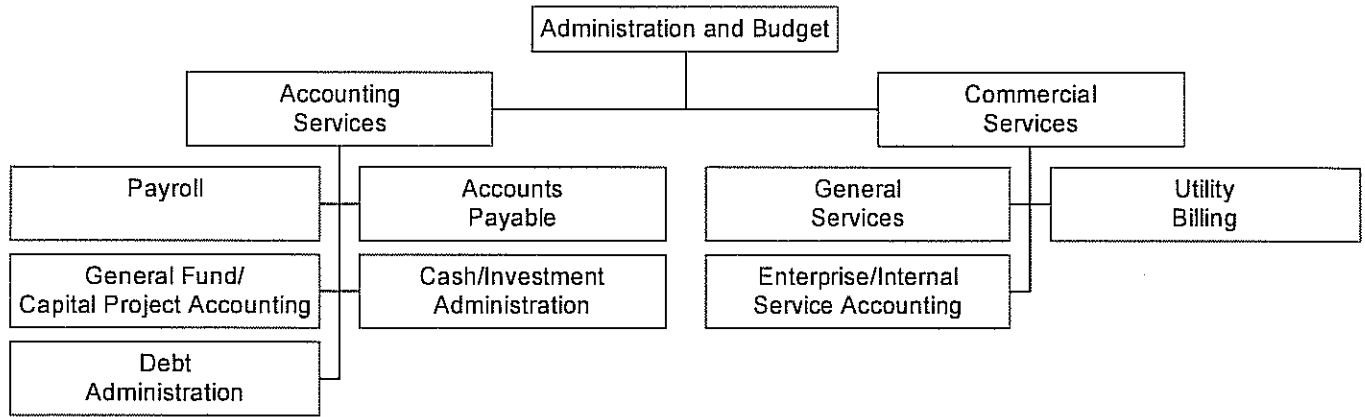 Administration and Budget
Accounting
Services
Commercial
Services
Payroll
Accounts
Payable
General
Services
Utility
Billing
General Fund/
Capital Project Accounting
Cash/Investment
Administration
Enterprise/Internal
Service Accounting
Debt
Administration